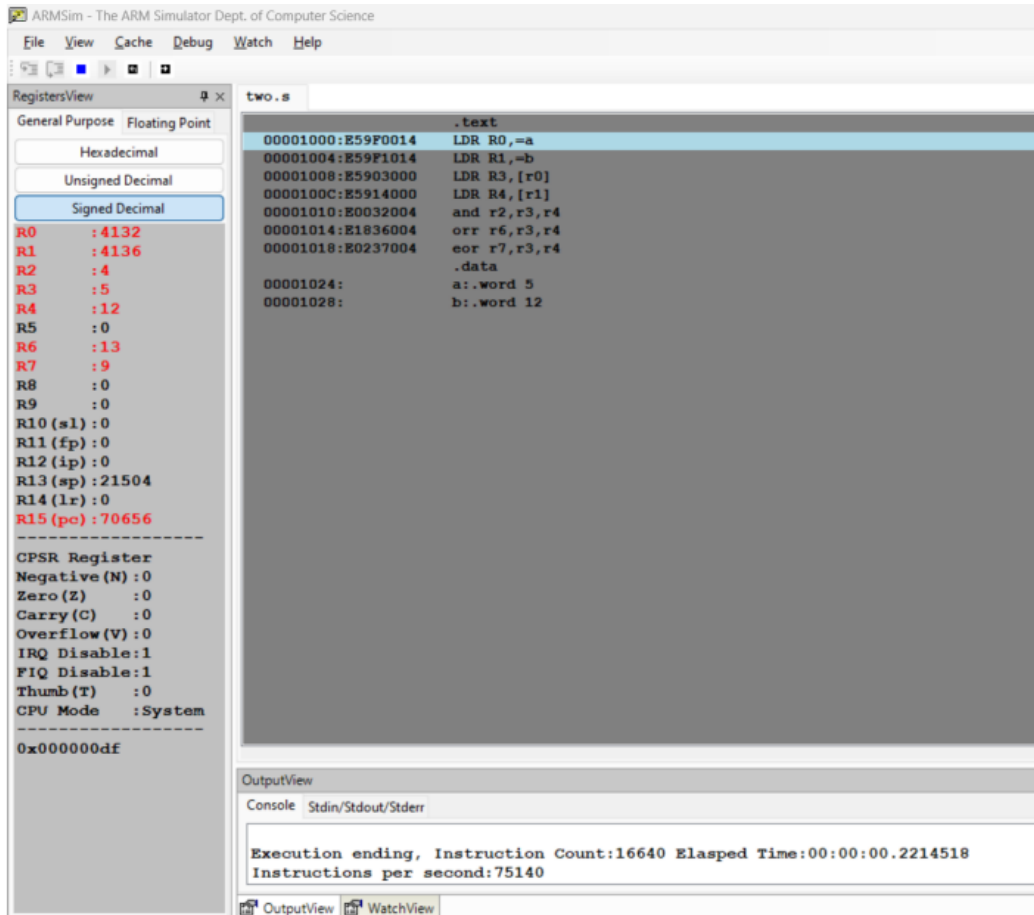 ARMSim - The ARM Simulator Dept. of Computer Science
File View Cache Debug Watch Help
RegistersView
General Purpose Floating Point
Hexadecimal
Unsigned Decimal
Signed Decimal
R0 :4132
R1 :4136
R2 :4
R3 :5
R4 :12
R5 :0
R6 :13
R7 :9
R8 :0
R9 :0
R10(sl):0
R11(fp):0
R12(ip):0
R13(sp):21504
R14(lr):0
R15(pc):70656
-------------------
CPSR Register
Negative(N):0
Zero(Z) :0
Carry(C) :0
Overflow(V):0
IRQ Disable:1
FIQ Disable:1
Thumb(T) :0
CPU Mode :System
-------------------
0x000000df
two.s
.text
00001000:E59F0014 LDR R0,=a
00001004:E59F1014 LDR R1,=b
00001008:E5903000 LDR R3,[r0]
0000100C:E5914000 LDR R4,[r1]
00001010:E0032004 and r2,r3,r4
00001014:E1836004 orr r6,r3,r4
00001018:E0237004 eor r7,r3,r4
.data
00001024: a:.word 5
00001028: b:.word 12
OutputView
Console Stdin/Stdout/Stderr
Execution ending, Instruction Count:16640 Elasped Time:00:00:00.2214518
Instructions per second:75140
OutputView WatchView